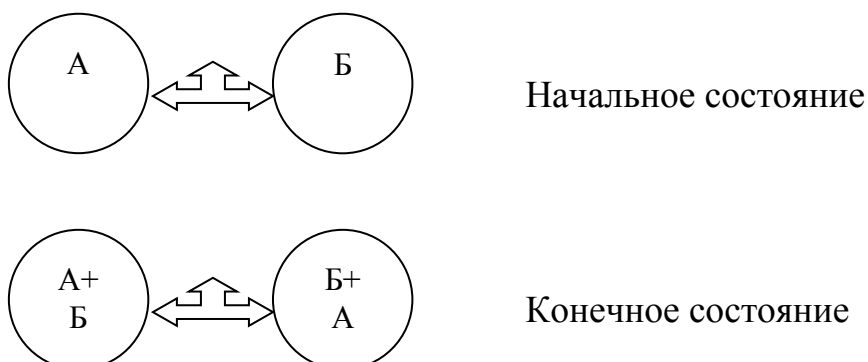 А
Б
Начальное состояние
А+
Б
Б+
А
Конечное состояние